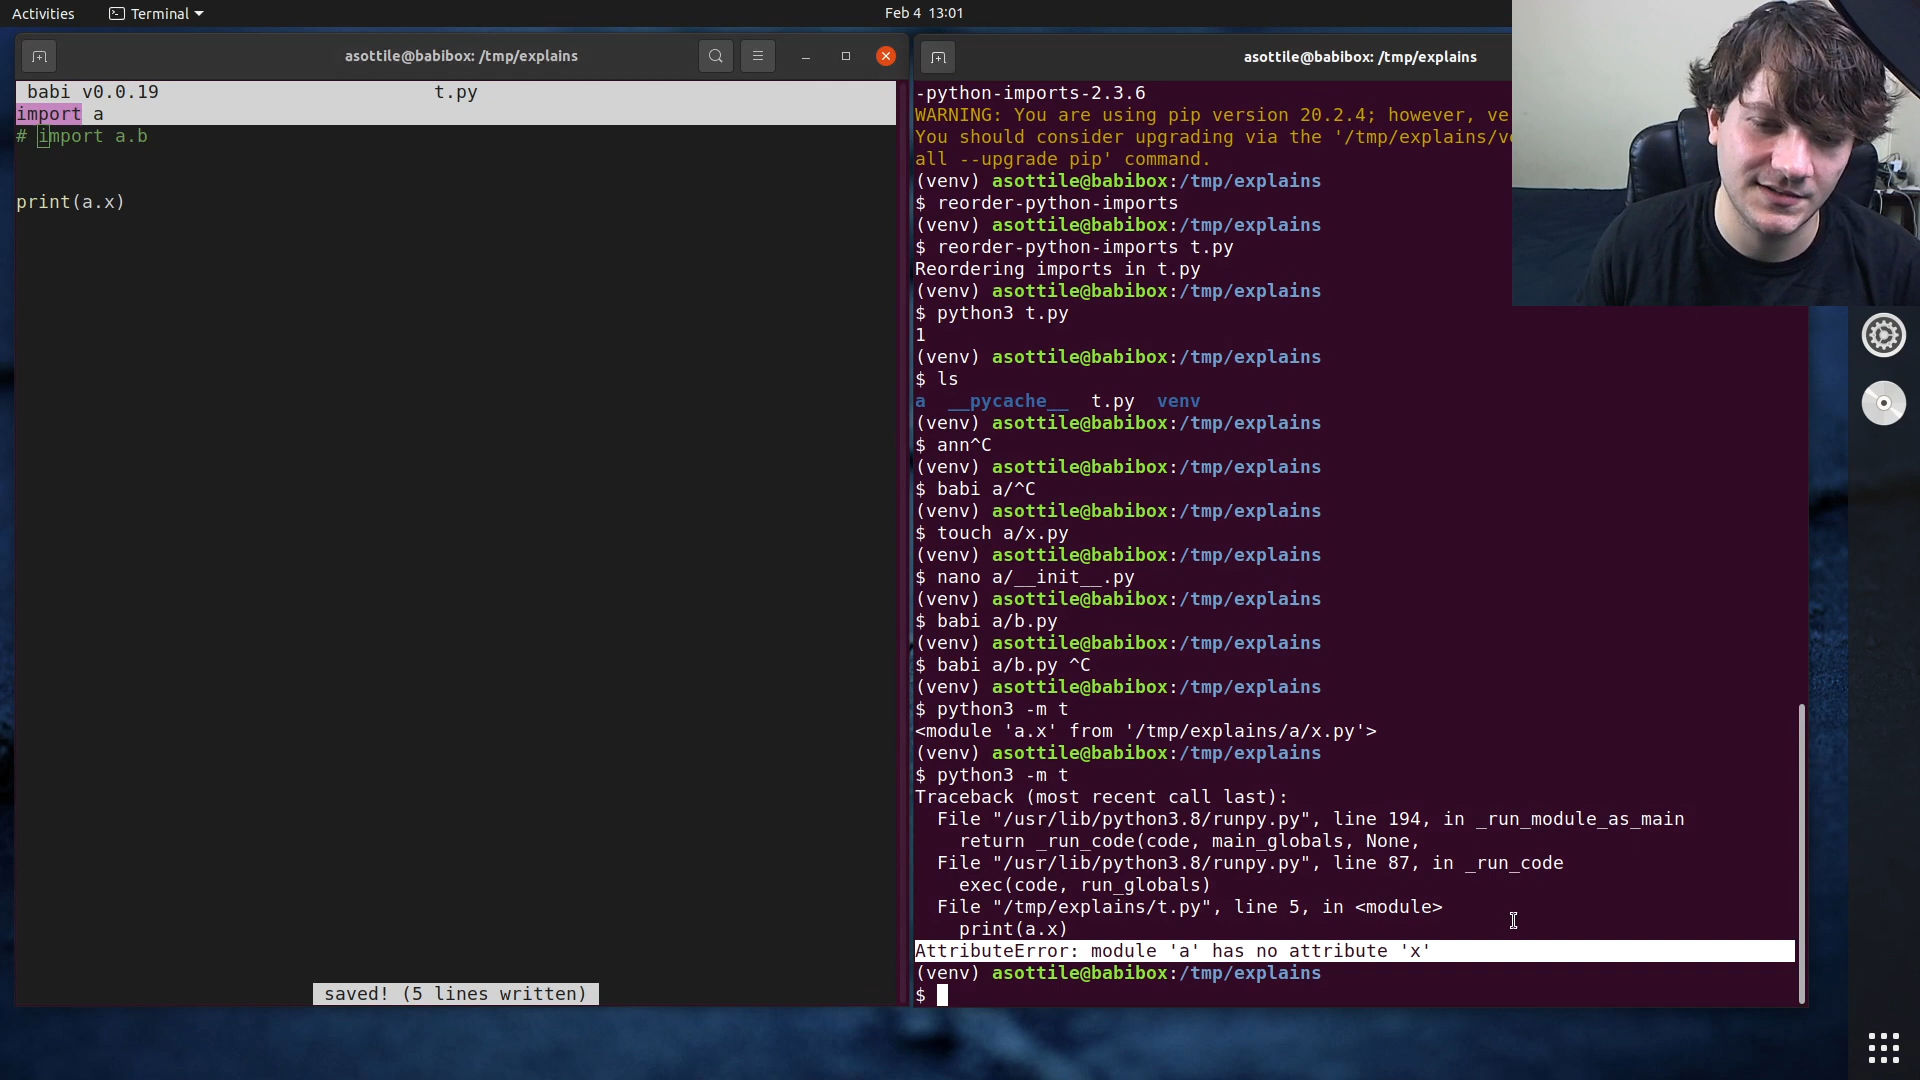 Activities
Terminal
Feb 4 13:01
asottile@babibox: /tmp/explains
babi v0.0.19 t.py
import a
# import a.b
print(a.x)
saved! (5 lines written)
asottile@babibox: /tmp/explains
-python-imports-2.3.6
WARNING: You are using pip version 20.2.4; however, ve
You should consider upgrading via the '/tmp/explains/v
all --upgrade pip' command.
(venv) asottile@babibox:/tmp/explains
$ reorder-python-imports
(venv) asottile@babibox:/tmp/explains
$ reorder-python-imports t.py
Reordering imports in t.py
(venv) asottile@babibox:/tmp/explains
$ python3 t.py
1
(venv) asottile@babibox:/tmp/explains
$ ls
a __pycache__ t.py venv
(venv) asottile@babibox:/tmp/explains
$ ann^C
(venv) asottile@babibox:/tmp/explains
$ babi a/^C
(venv) asottile@babibox:/tmp/explains
$ touch a/x.py
(venv) asottile@babibox:/tmp/explains
$ nano a/__init__.py
(venv) asottile@babibox:/tmp/explains
$ babi a/b.py
(venv) asottile@babibox:/tmp/explains
$ babi a/b.py ^C
(venv) asottile@babibox:/tmp/explains
$ python3 -m t
<module 'a.x' from '/tmp/explains/a/x.py'>
(venv) asottile@babibox:/tmp/explains
$ python3 -m t
Traceback (most recent call last):
File "/usr/lib/python3.8/runpy.py", line 194, in _run_module_as_main
return _run_code(code, main_globals, None,
File "/usr/lib/python3.8/runpy.py", line 87, in _run_code
exec(code, run_globals)
File "/tmp/explains/t.py", line 5, in <module>
print(a.x)
AttributeError: module 'a' has no attribute 'x'
(venv) asottile@babibox:/tmp/explains
$